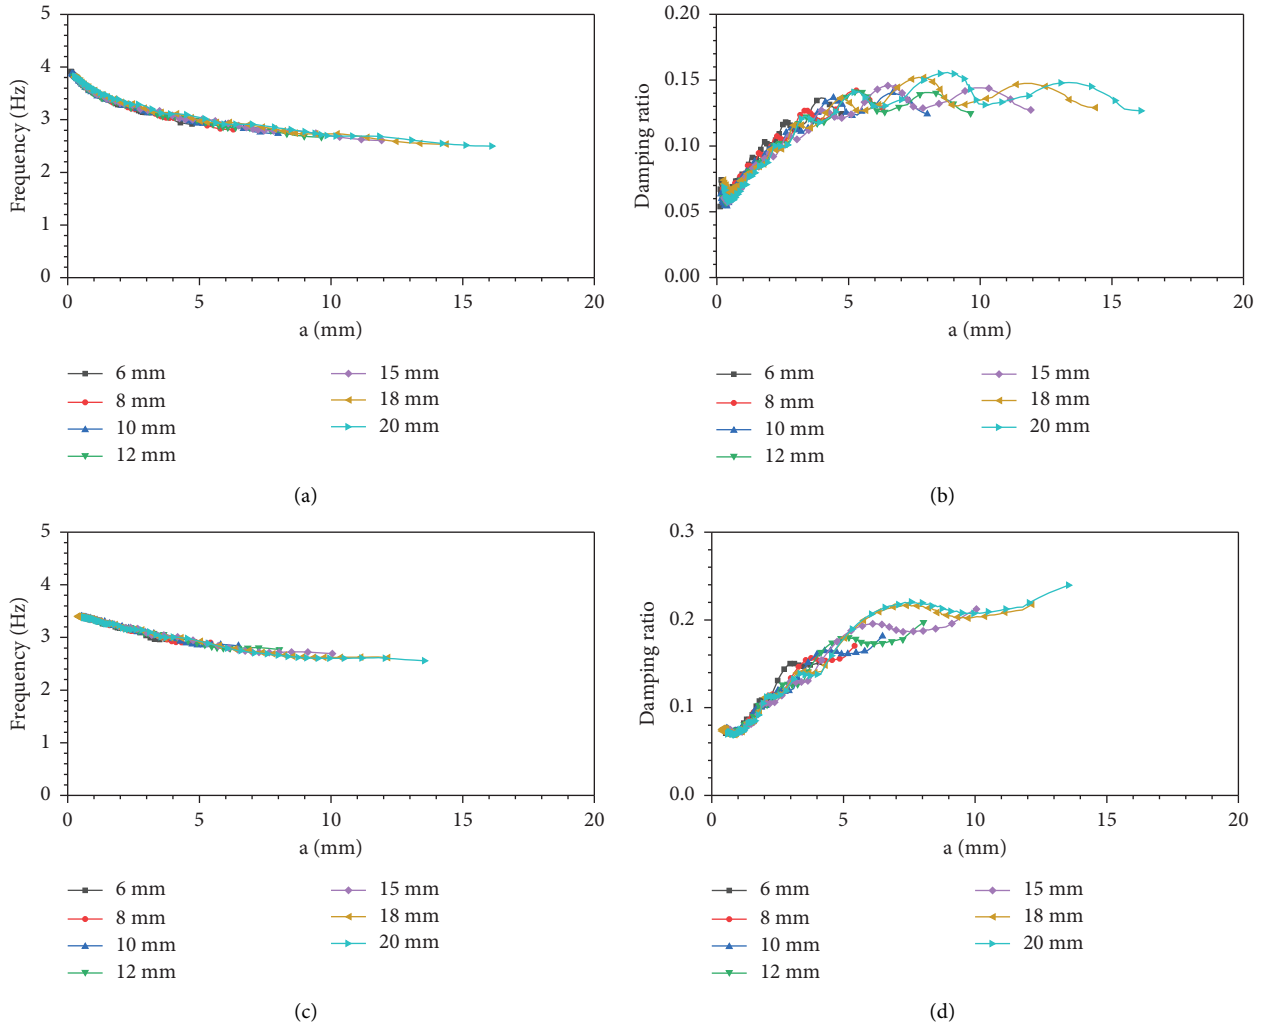 5
4
3
2
1
0
Frequency (Hz)
0 5 10 15 20
a (mm)
6 mm
8 mm
10 mm
12 mm
15 mm
18 mm
20 mm
(a)
0.20
0.15
0.10
0.05
0.00
Damping ratio
0 5 10 15 20
a (mm)
6 mm
8 mm
10 mm
12 mm
15 mm
18 mm
20 mm
(b)
5
4
3
2
1
0
Frequency (Hz)
0 5 10 15 20
a (mm)
6 mm
8 mm
10 mm
12 mm
15 mm
18 mm
20 mm
(c)
0.3
0.2
0.1
0.0
Damping ratio
0 5 10 15 20
a (mm)
6 mm
8 mm
10 mm
12 mm
15 mm
18 mm
20 mm
(d)